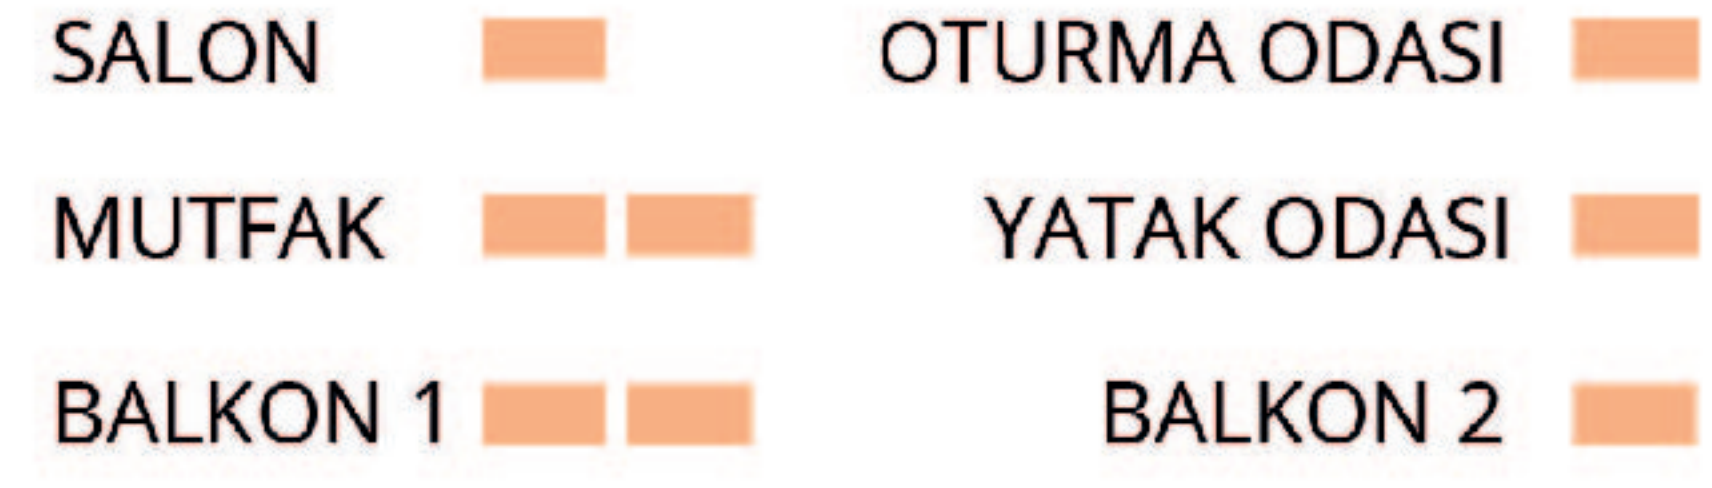 SALON OTURMA ODASI
MUTFAK YATAK ODASI
BALKON 1 BALKON 2